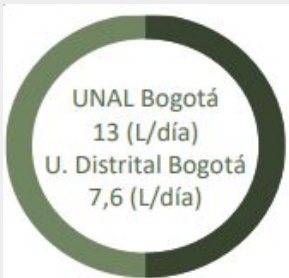 UNAL Bogotá
13 (L/día)
U. Distrital Bogotá
7,6 (L/día)